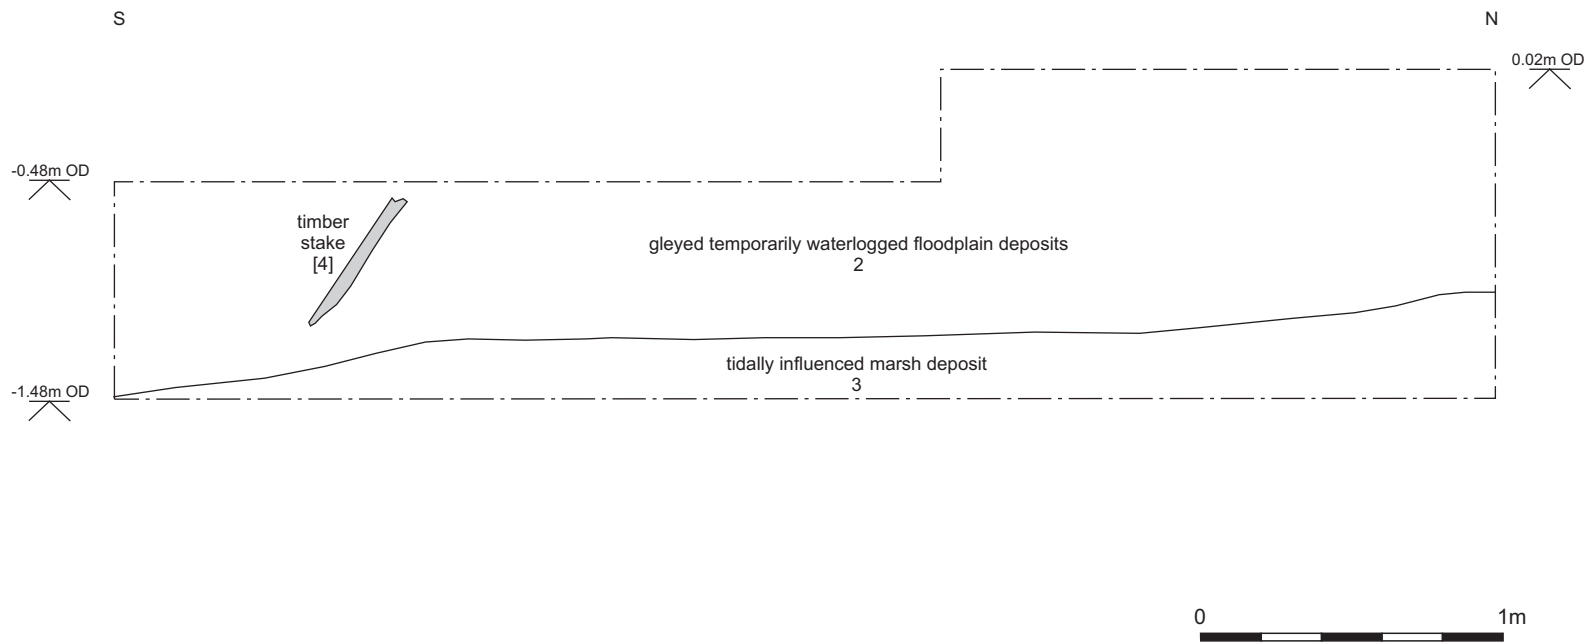 S
N
0.02m OD
-0.48m OD
timber
stake
[4]
gleyed temporarily waterlogged floodplain deposits
2
tidally influenced marsh deposit
3
-1.48m OD
0
1m